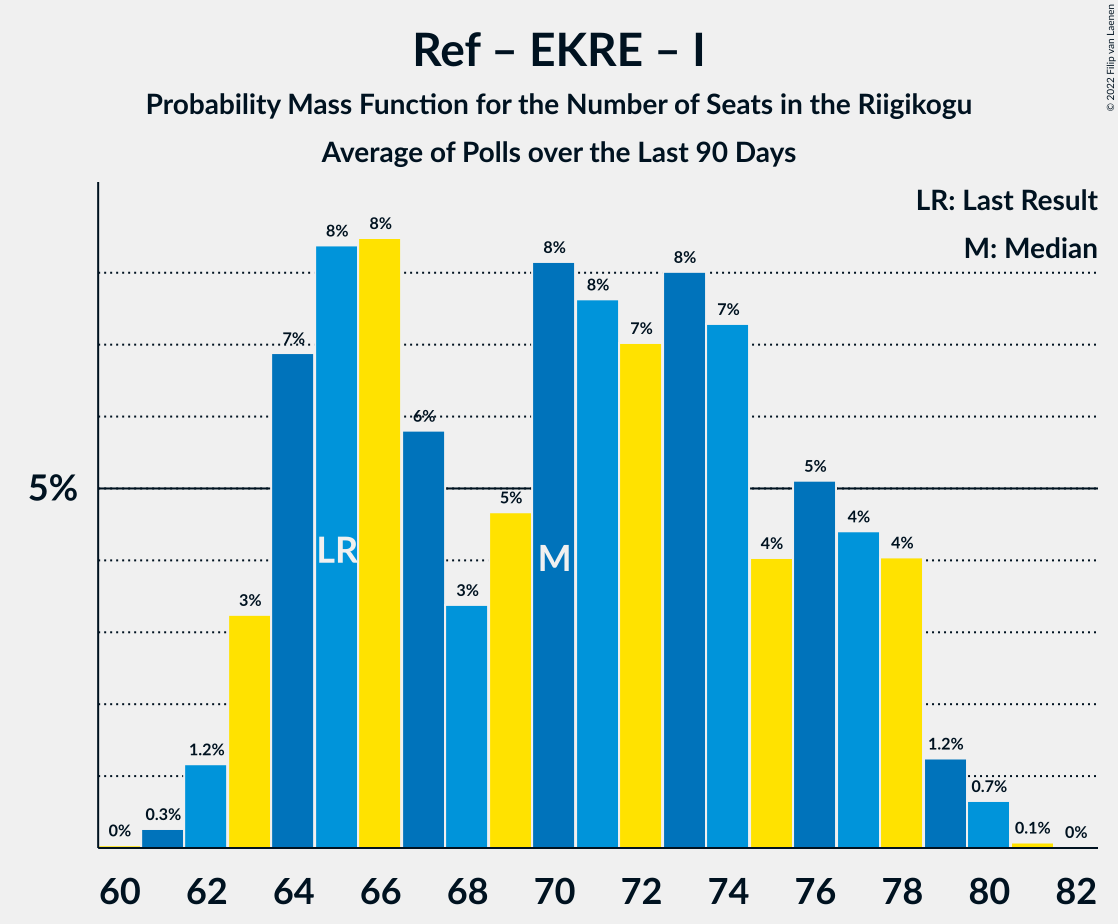 Ref – EKRE – I
Probability Mass Function for the Number of Seats in the Riigikogu
Average of Polls over the Last 90 Days
© 2022 Filip van Laenen
LR: Last Result
M: Median
5%
0%
0.3%
1.2%
3%
7%
8%
8%
6%
3%
5%
8%
8%
7%
8%
7%
4%
5%
4%
4%
1.2%
0.7%
0.1%
0%
LR
M
60 62 64 66 68 70 72 74 76 78 80 82